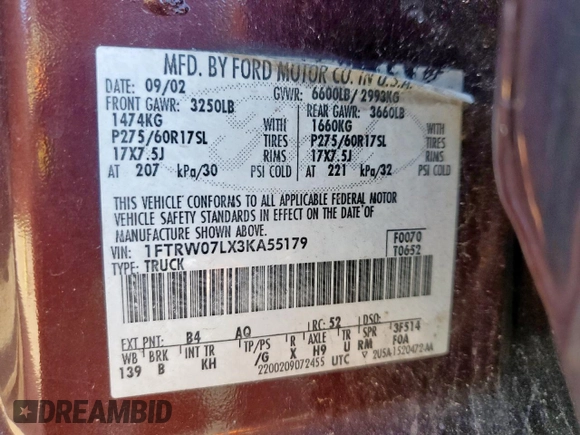 MFD. BY FORD MOTOR CO. IN U.S.A.
DATE: 09/02 GVWR: 6600LB/ 2993KG
FRONT GAWR: 3250LB REAR GAWR: 3660LB
1474KG WITH 1660KG WITH
P275/60R17SL TIRES P275/60R17SL TIRES
17X7.5J RIMS 17X7.5J RIMS
AT 207 kPa/30 PSI COLD AT 221 kPa/32 PSI COLD
THIS VEHICLE CONFORMS TO ALL APPLICABLE FEDERAL MOTOR
VEHICLE SAFETY STANDARDS IN EFFECT ON THE DATE OF
MANUFACTURE SHOWN ABOVE.
VIN: 1FTRW07LX3KA55179 F0070
TYPE: TRUCK T0652
EXT PNT: B4 AQ RC: 52 DSO: 3F514
WB BRK INT TR TP/PS R AXLE TR SPR F0A
139 B KH /G X H9 U RM
2200209072455 UTC V 2USA1520472 AA
DREAMBID